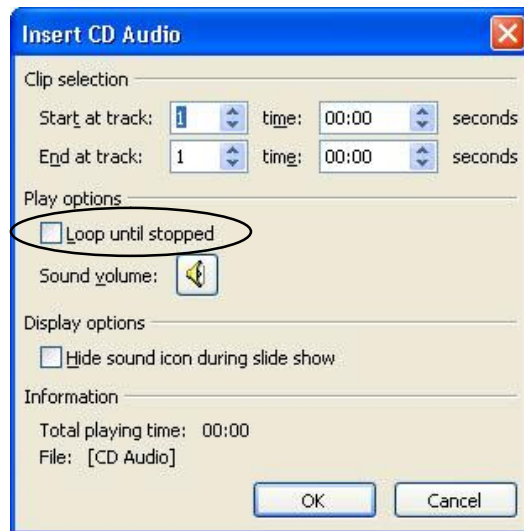 Insert CD Audio
Clip selection
Start at track: 1 time: 00:00 seconds
End at track: 1 time: 00:00 seconds
Play options
Loop until stopped
Sound volume:
Display options
Hide sound icon during slide show
Information
Total playing time: 00:00
File: [CD Audio]
OK Cancel